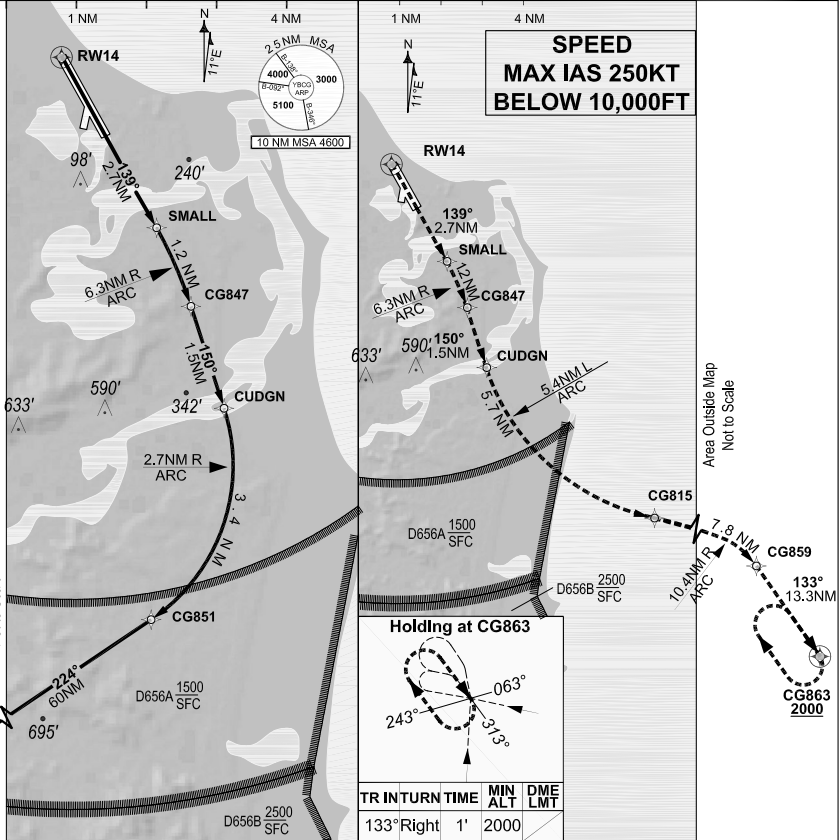 1 NM
4 NM
N
11°E
RW14
25NM MSA
B-138°
4000
3000
B-092°
YBCG
ARP
5100
B-346°
10 NM MSA 4600
98'
240'
139°
2.7NM
SMALL
1.2 NM
6.3NM R
ARC
CG847
150°
1.5NM
633'
590'
342'
CUDGN
2.7NM R
ARC
3.4 NM
CG851
224°
60NM
D656A 1500
SFC
695'
D656B 2500
SFC
1 NM
4 NM
N
11°E
SPEED
MAX IAS 250KT
BELOW 10,000FT
RW14
139°
2.7NM
SMALL
12NM
6.3NM R
ARC
CG847
633'
590'
150°
1.5NM
CUDGN
5.4NM L
ARC
5.7 NM
Area Outside Map
Not to Scale
CG815
7.8 NM
CG859
10.4NM R
ARC
133°
13.3NM
D656A 1500
SFC
D656B 2500
SFC
CG863
2000
Holding at CG863
063°
243°
313°
TR IN TURN TIME MIN ALT DME LMT
133° Right 1' 2000